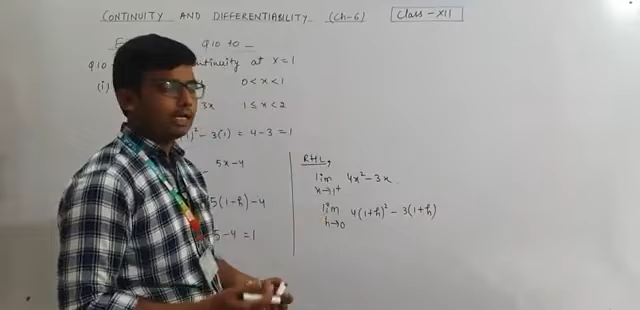 CONTINUITY AND DIFFERENTIABILITY (Ch-6) Class-XII
Q10 to _
Q10 continuity at x=1
(i) 0<x<1
3x 1≤x<2
)²-3(1) = 4-3 = 1
5x-4
5(1-h)-4
5-4 = 1
RHL,
lim x→1⁺ 4x²-3x.
lim h→0 4(1+h)²-3(1+h)